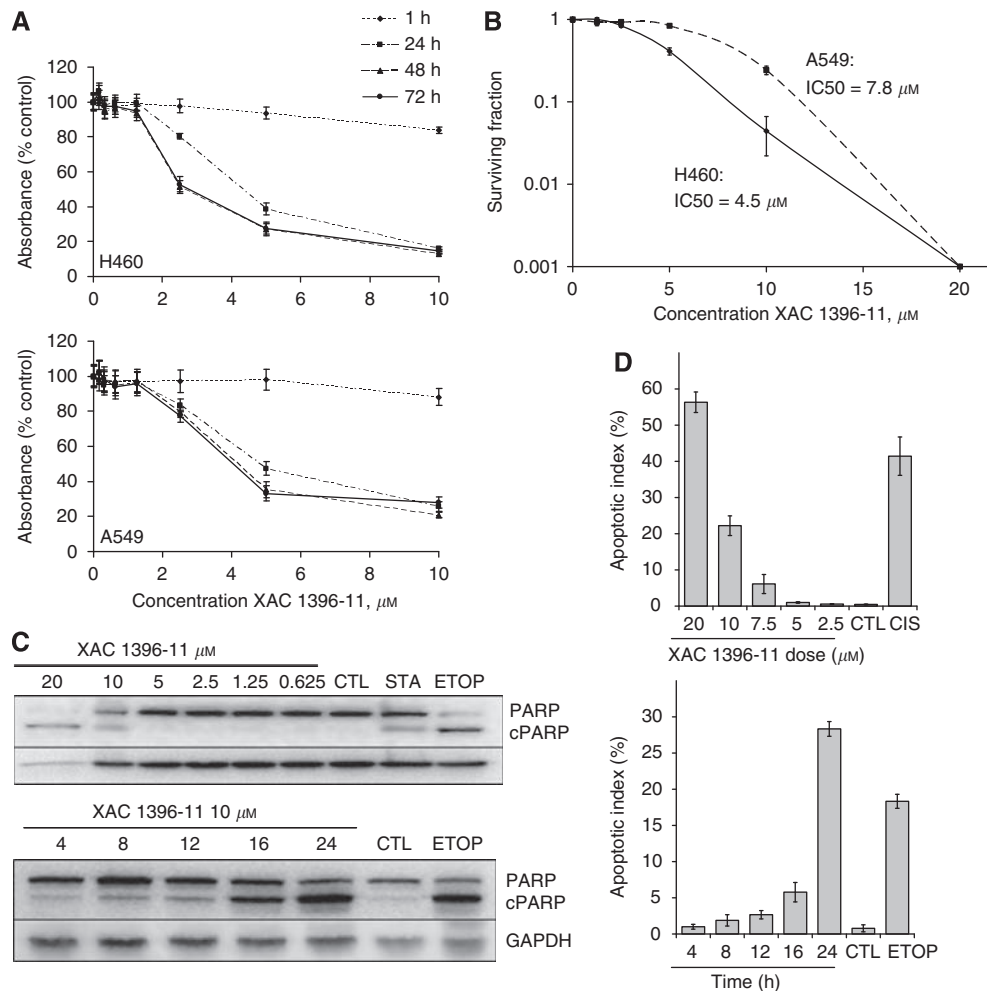 A
1 h
24 h
48 h
72 h
Absorbance (% control)
120
100
80
60
40
20
0
H460
0 2 4 6 8 10
Absorbance (% control)
120
100
80
60
40
20
0
A549
0 2 4 6 8 10
Concentration XAC 1396-11, μM
B
Surviving fraction
1
0.1
0.01
0.001
A549:
IC50 = 7.8 μM
H460:
IC50 = 4.5 μM
0 5 10 15 20
Concentration XAC 1396-11, μM
C
XAC 1396-11 μM
20 10 5 2.5 1.25 0.625 CTL STA ETOP
PARP
cPARP
XAC 1396-11 10 μM
4 8 12 16 24 CTL ETOP
PARP
cPARP
GAPDH
D
Apoptotic index (%)
60
50
40
30
20
10
0
20 10 7.5 5 2.5 CTL CIS
XAC 1396-11 dose (μM)
Apoptotic index (%)
30
25
20
15
10
5
0
4 8 12 16 24 CTL ETOP
Time (h)